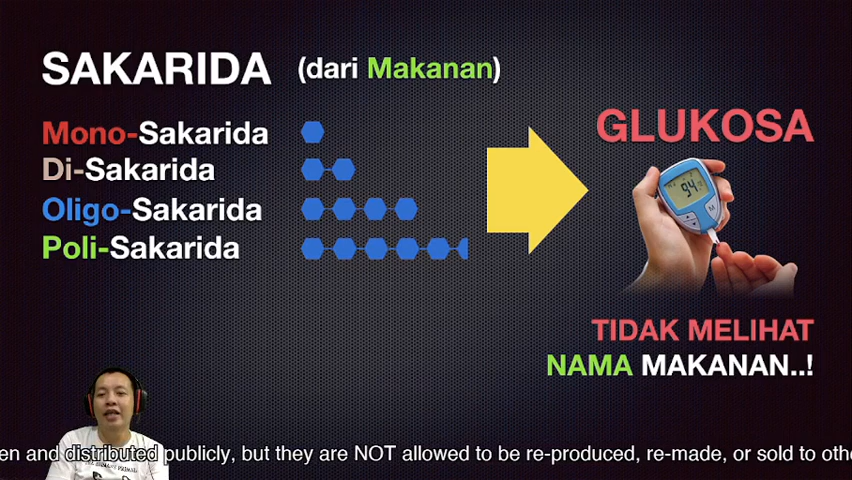 SAKARIDA (dari Makanan)
Mono-Sakarida
Di-Sakarida
Oligo-Sakarida
Poli-Sakarida
GLUKOSA
94
M
TIDAK MELIHAT
NAMA MAKANAN..!
en and distributed publicly, but they are NOT allowed to be re-produced, re-made, or sold to othe